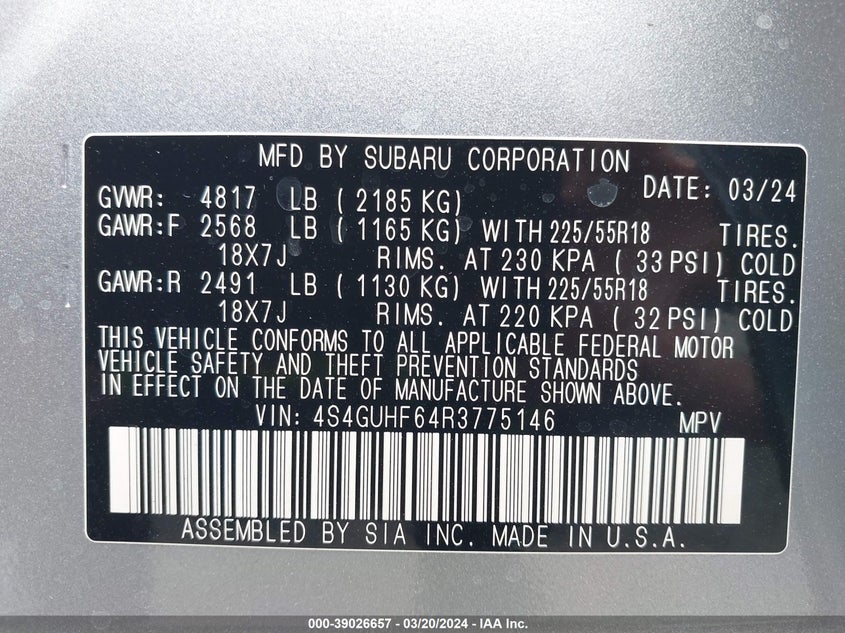 MFD BY SUBARU CORPORATION
DATE: 03/24
GVWR: 4817 LB ( 2185 KG)
GAWR:F 2568 LB ( 1165 KG) WITH 225/55R18 TIRES.
18X7J RIMS. AT 230 KPA ( 33 PSI) COLD
GAWR:R 2491 LB ( 1130 KG) WITH 225/55R18 TIRES.
18X7J RIMS. AT 220 KPA ( 32 PSI) COLD
THIS VEHICLE CONFORMS TO ALL APPLICABLE FEDERAL MOTOR
VEHICLE SAFETY AND THEFT PREVENTION STANDARDS
IN EFFECT ON THE DATE OF MANUFACTURE SHOWN ABOVE.
VIN: 4S4GUHF64R3775146 MPV
ASSEMBLED BY SIA INC. MADE IN U.S.A.
000-39026657 - 03/20/2024 - IAA Inc.